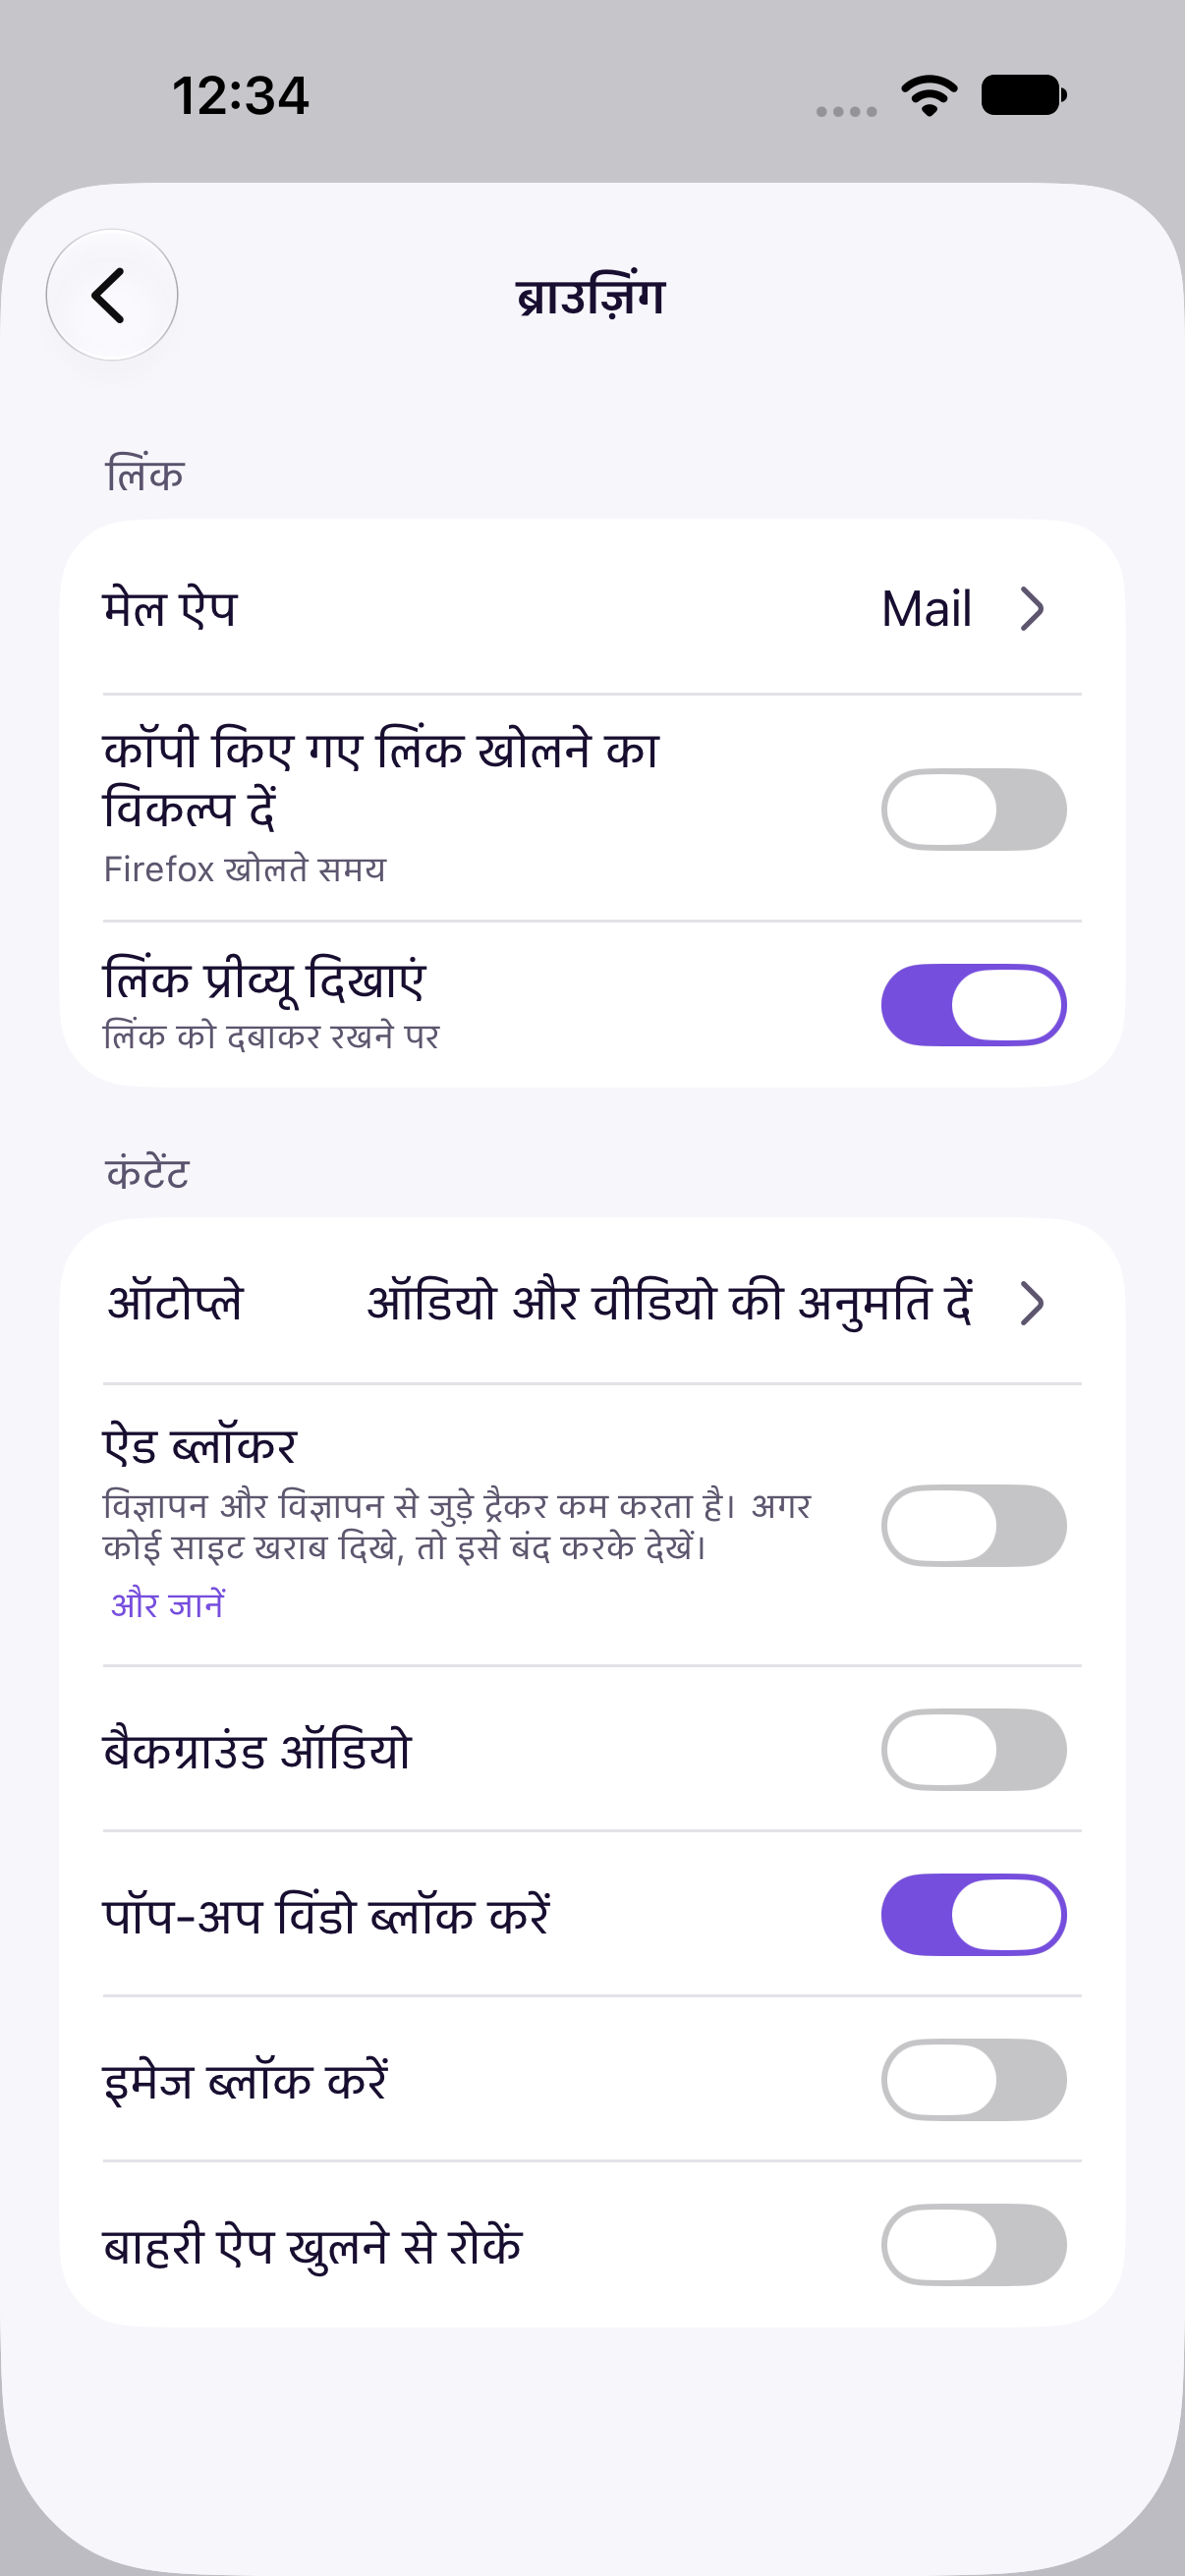 12:34
ब्राउज़िंग
लिंक
मेल ऐप Mail
कॉपी किए गए लिंक खोलने का
विकल्प दें
Firefox खोलते समय
लिंक प्रीव्यू दिखाएं
लिंक को दबाकर रखने पर
कंटेंट
ऑटोप्ले ऑडियो और वीडियो की अनुमति दें
ऐड ब्लॉकर
विज्ञापन और विज्ञापन से जुड़े ट्रैकर कम करता है। अगर
कोई साइट खराब दिखे, तो इसे बंद करके देखें।
और जानें
बैकग्राउंड ऑडियो
पॉप-अप विंडो ब्लॉक करें
इमेज ब्लॉक करें
बाहरी ऐप खुलने से रोकें